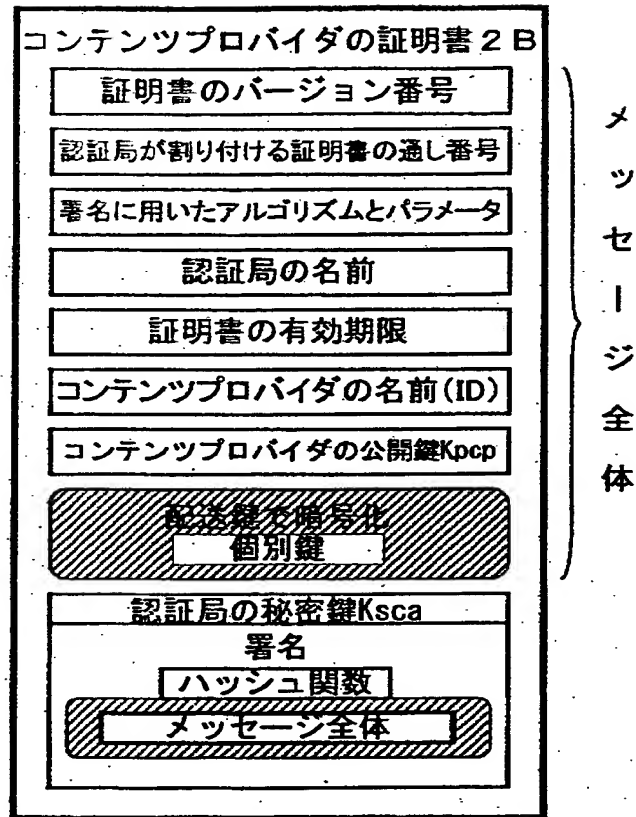 コンテンツプロバイダの証明書2B
証明書のバージョン番号
認証局が割り付ける証明書の通し番号
署名に用いたアルゴリズムとパラメータ
認証局の名前
証明書の有効期限
コンテンツプロバイダの名前(ID)
コンテンツプロバイダの公開鍵Kpcp
配送鍵で暗号化
個別鍵
認証局の秘密鍵Ksca
署名
ハッシュ関数
メッセージ全体
メッセージ全体